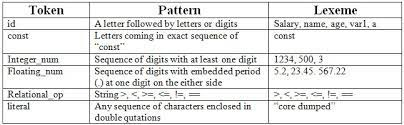 Token Pattern Lexeme
id A letter followed by letters or digits Salary, name, age, var1, a
const Letters coming in exact sequence of const
“const”
Integer_num Sequence of digits with at least one digit 1234, 500, 3
Floating_num Sequence of digits with embedded period 5.2, 23.45. 567.22
(.) at one digit on the either side
Relational_op String >, <, >=, <=, !=, == >, <, >=, <=, !=, ==
literal Any sequence of characters enclosed in “core dumped”
double qutations